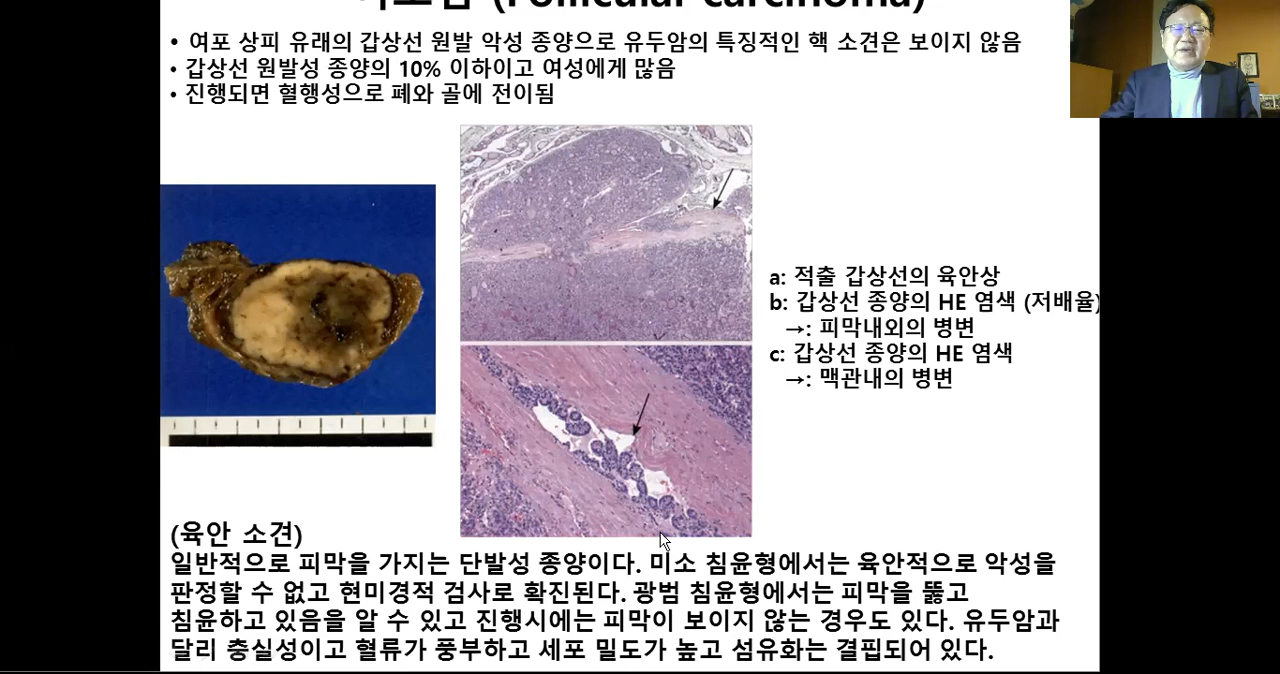 (Follicular carcinoma)
• 여포 상피 유래의 갑상선 원발 악성 종양으로 유두암의 특징적인 핵 소견은 보이지 않음
• 갑상선 원발성 종양의 10% 이하이고 여성에게 많음
• 진행되면 혈행성으로 폐와 골에 전이됨
a: 적출 갑상선의 육안상
b: 갑상선 종양의 HE 염색 (저배율)
→: 피막내외의 병변
c: 갑상선 종양의 HE 염색
→: 맥관내의 병변
(육안 소견)
일반적으로 피막을 가지는 단발성 종양이다. 미소 침윤형에서는 육안적으로 악성을
판정할 수 없고 현미경적 검사로 확진된다. 광범 침윤형에서는 피막을 뚫고
침윤하고 있음을 알 수 있고 진행시에는 피막이 보이지 않는 경우도 있다. 유두암과
달리 충실성이고 혈류가 풍부하고 세포 밀도가 높고 섬유화는 결핍되어 있다.